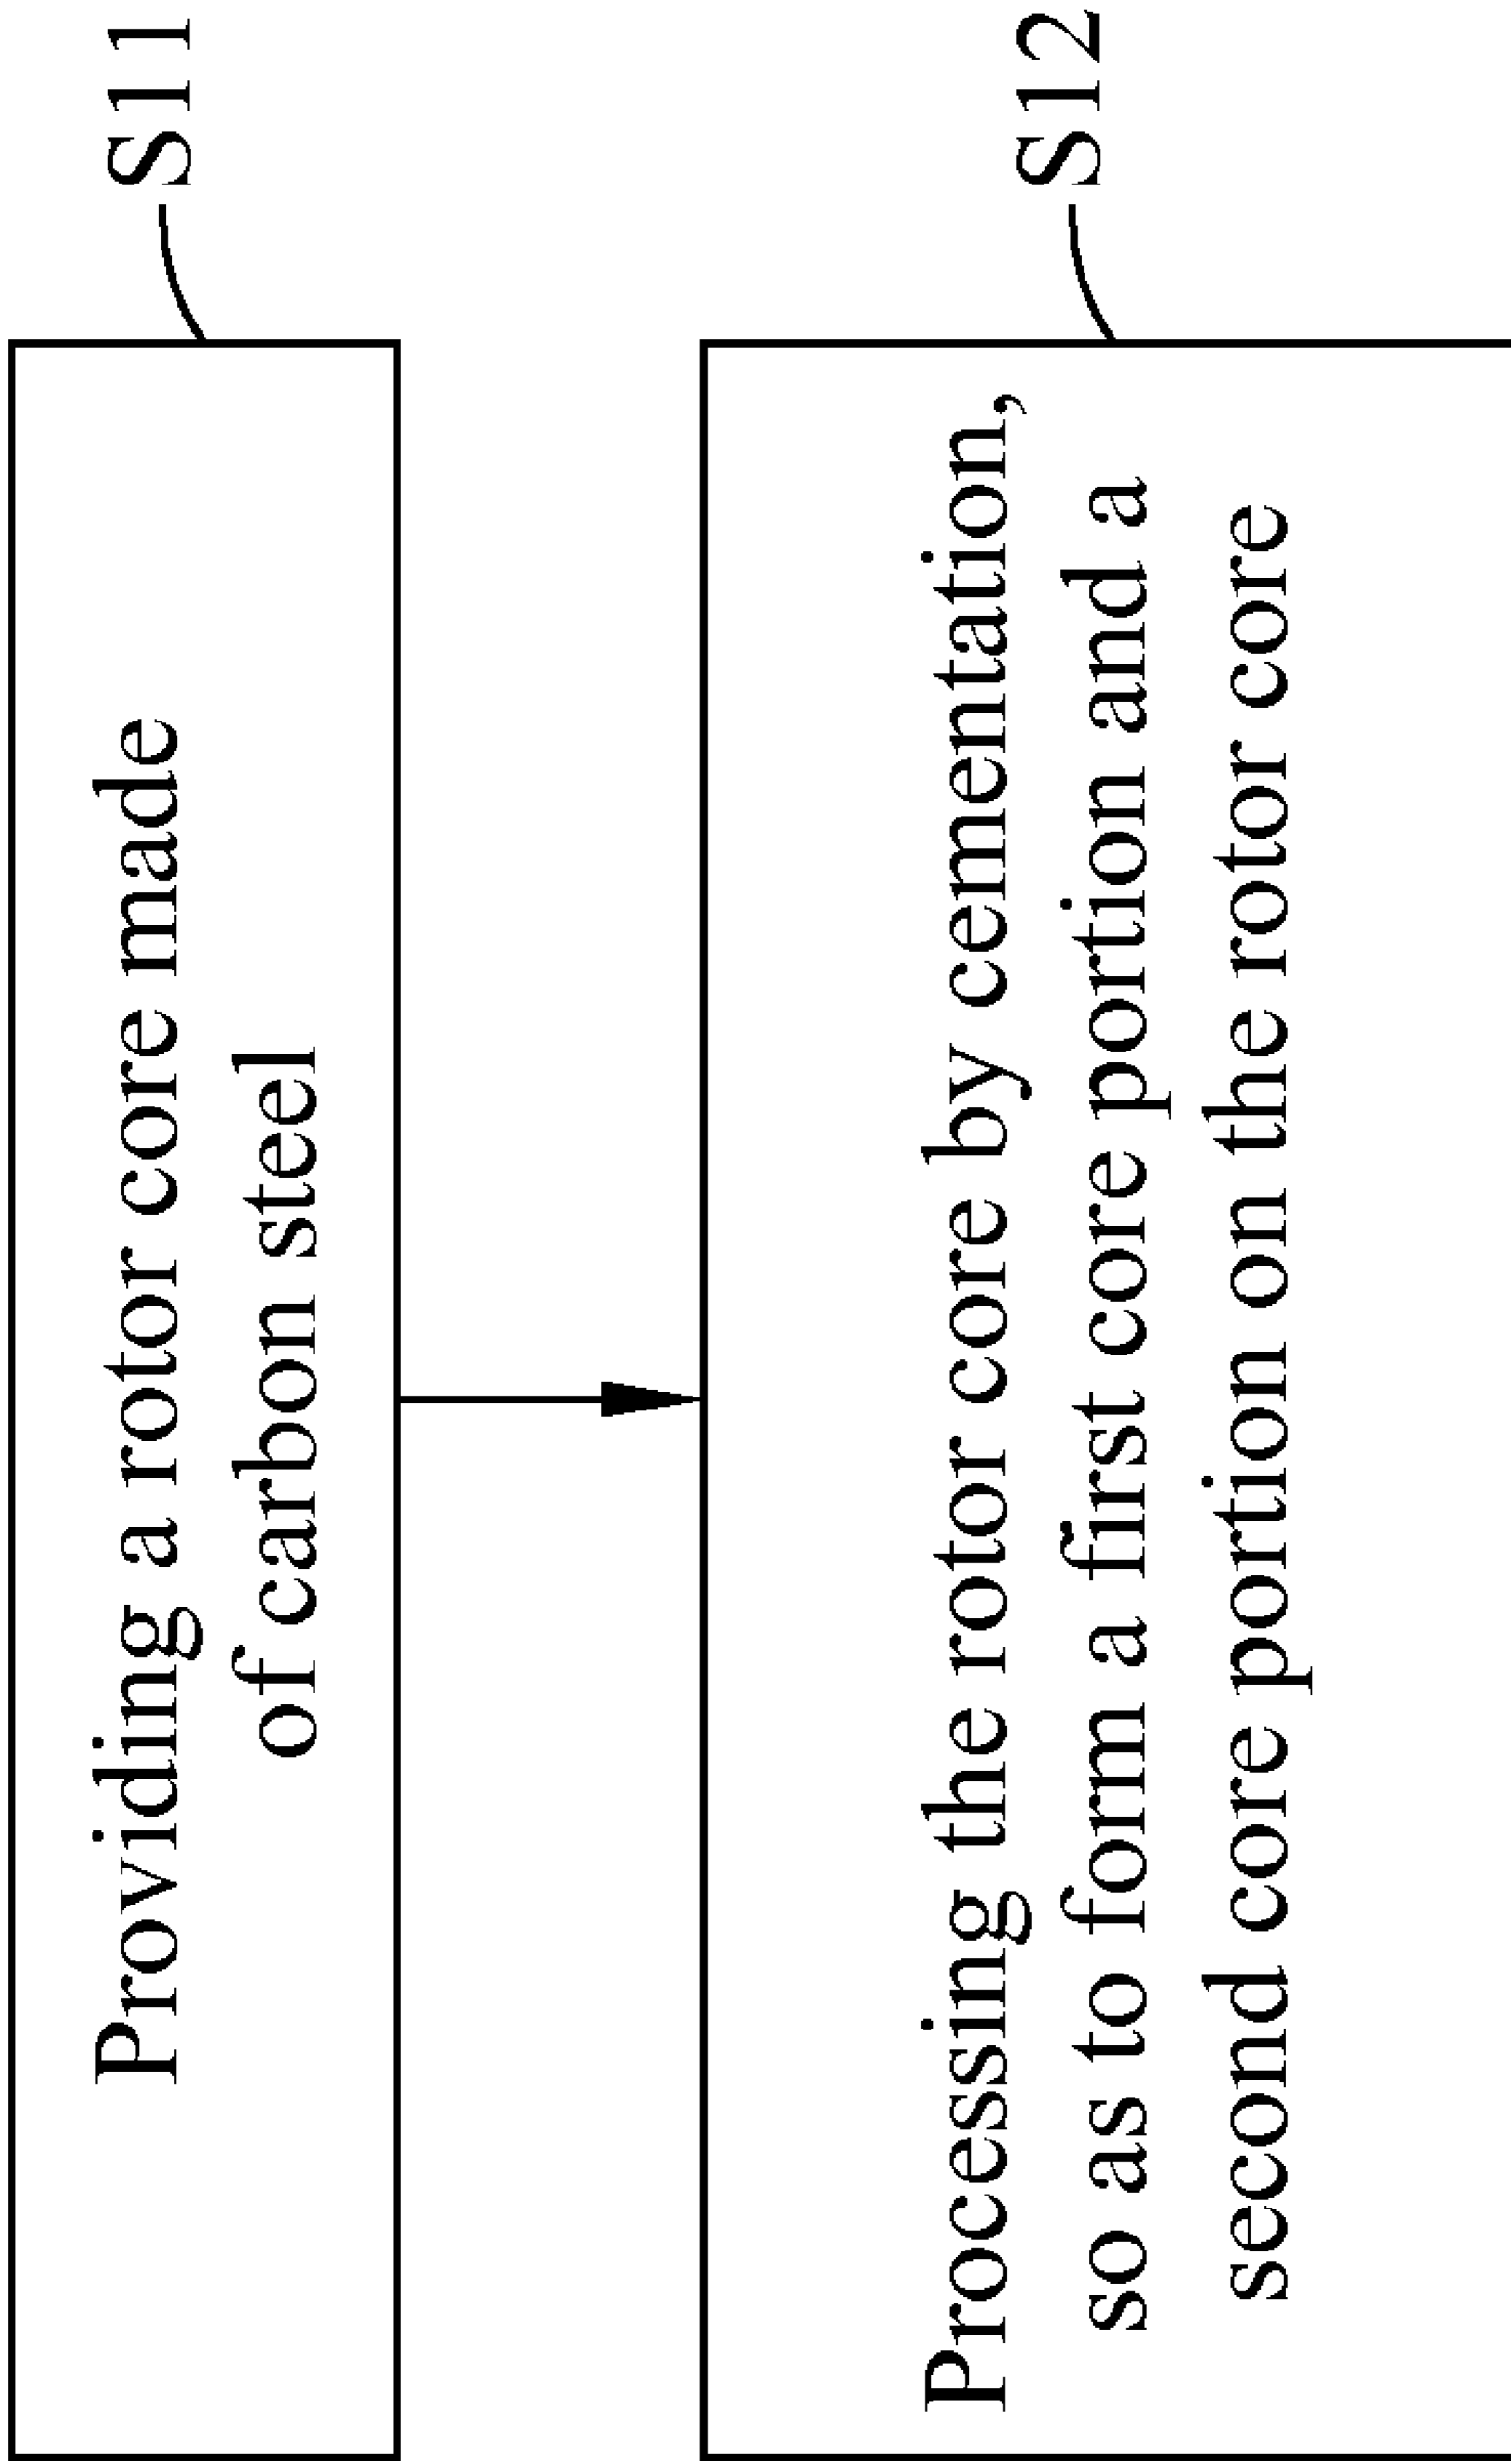 Providing a rotor core made
of carbon steel
S11
Processing the rotor core by cementation,
so as to form a first core portion and a
second core portion on the rotor core
S12